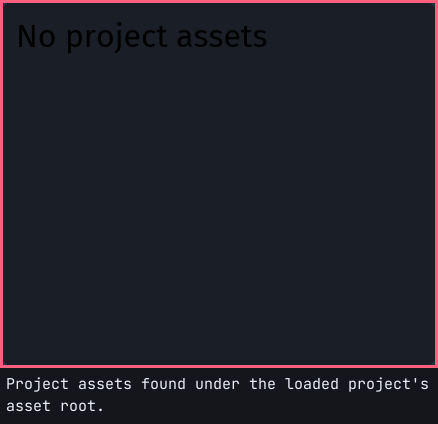 No project assets
Project assets found under the loaded project's
asset root.